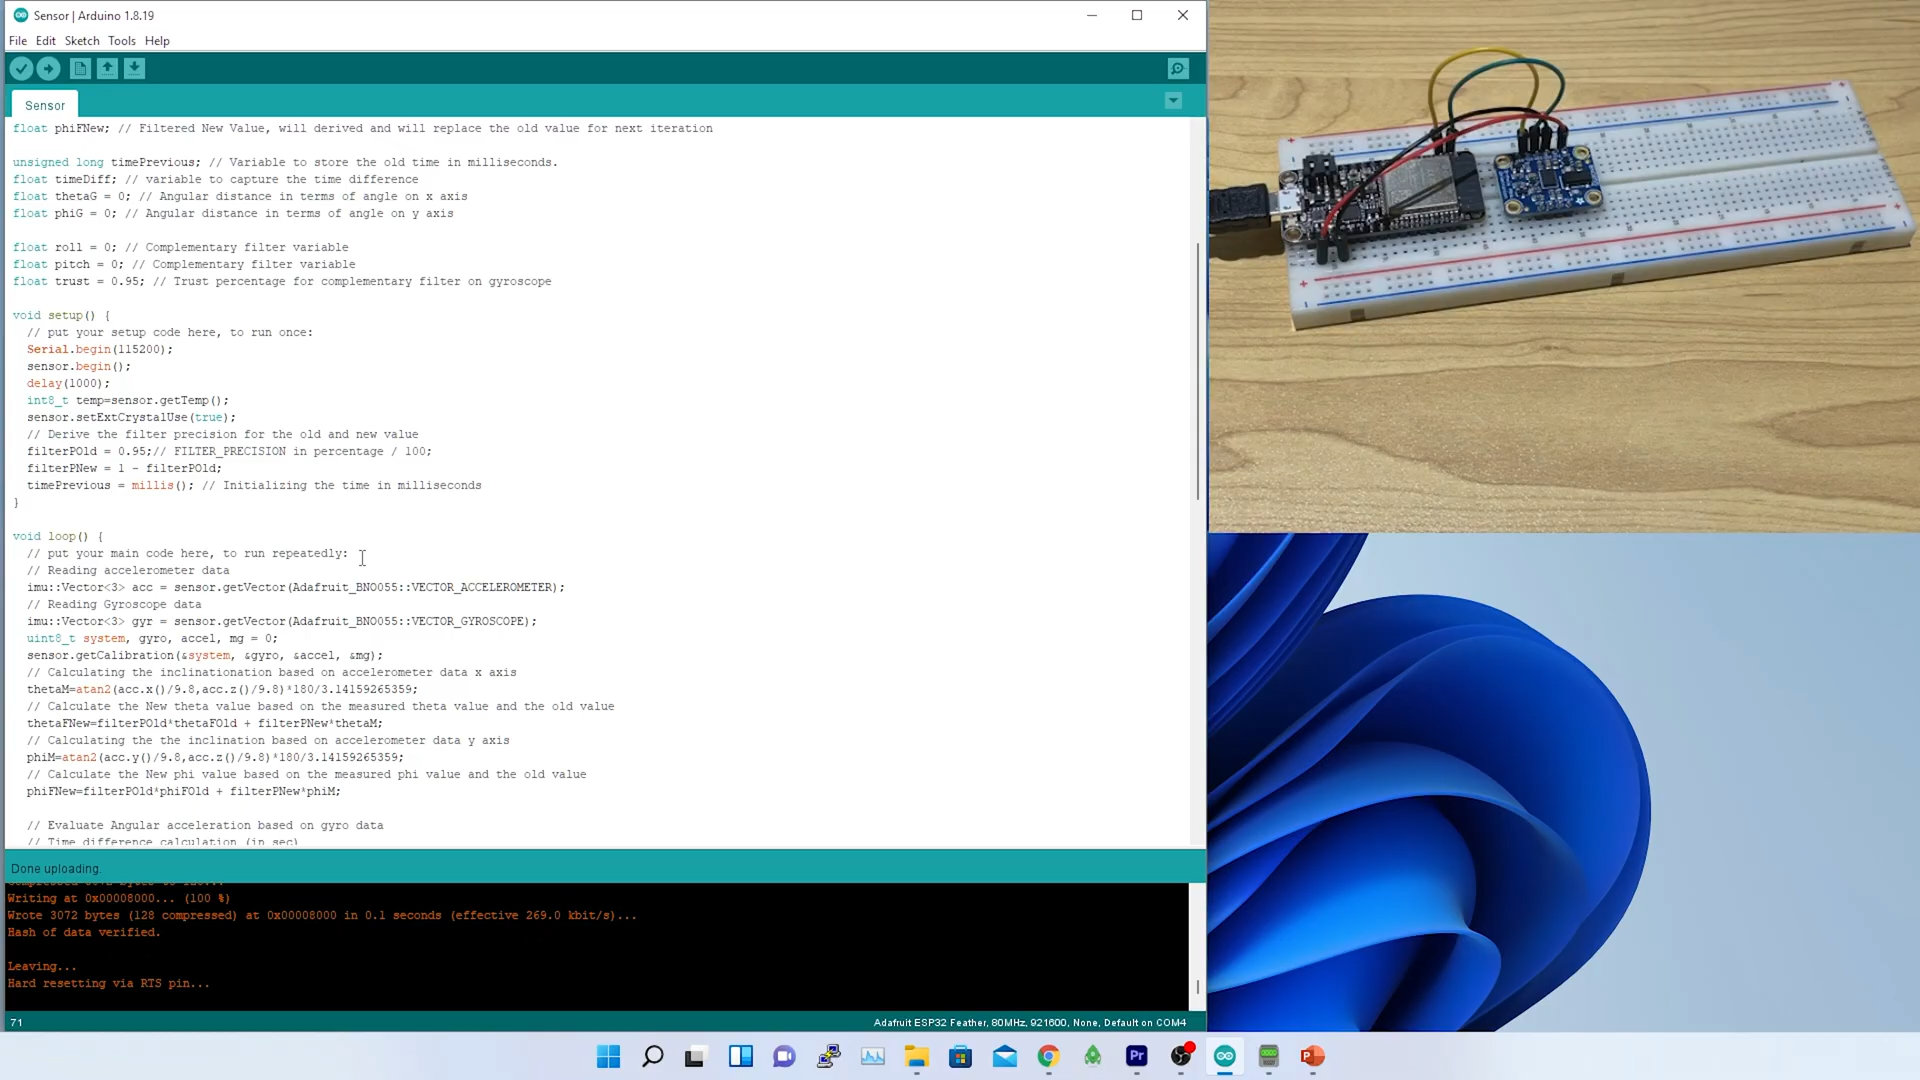 Sensor | Arduino 1.8.19
File Edit Sketch Tools Help
Sensor
float phiFNew; // Filtered New Value, will derived and will replace the old value for next iteration
unsigned long timePrevious; // Variable to store the old time in milliseconds.
float timeDiff; // variable to capture the time difference
float thetaG = 0; // Angular distance in terms of angle on x axis
float phiG = 0; // Angular distance in terms of angle on y axis
float roll = 0; // Complementary filter variable
float pitch = 0; // Complementary filter variable
float trust = 0.95; // Trust percentage for complementary filter on gyroscope
void setup() {
// put your setup code here, to run once:
Serial.begin(115200);
sensor.begin();
delay(1000);
int8_t temp=sensor.getTemp();
sensor.setExtCrystalUse(true);
// Derive the filter precision for the old and new value
filterPOld = 0.95;// FILTER_PRECISION in percentage / 100;
filterPNew = 1 - filterPOld;
timePrevious = millis(); // Initializing the time in milliseconds
}
void loop() {
// put your main code here, to run repeatedly:
// Reading accelerometer data
imu::Vector<3> acc = sensor.getVector(Adafruit_BNO055::VECTOR_ACCELEROMETER);
// Reading Gyroscope data
imu::Vector<3> gyr = sensor.getVector(Adafruit_BNO055::VECTOR_GYROSCOPE);
uint8_t system, gyro, accel, mg = 0;
sensor.getCalibration(&system, &gyro, &accel, &mg);
// Calculating the inclinationation based on accelerometer data x axis
thetaM=atan2(acc.x()/9.8,acc.z()/9.8)*180/3.14159265359;
// Calculate the New theta value based on the measured theta value and the old value
thetaFNew=filterPOld*thetaFOld + filterPNew*thetaM;
// Calculating the the inclination based on accelerometer data y axis
phiM=atan2(acc.y()/9.8,acc.z()/9.8)*180/3.14159265359;
// Calculate the New phi value based on the measured phi value and the old value
phiFNew=filterPOld*phiFOld + filterPNew*phiM;
// Evaluate Angular acceleration based on gyro data
// Time difference calculation (in sec)
Done uploading.
Writing at 0x00008000... (100 %)
Wrote 3072 bytes (128 compressed) at 0x00008000 in 0.1 seconds (effective 269.0 kbit/s)...
Hash of data verified.
Leaving...
Hard resetting via RTS pin...
71
Adafruit ESP32 Feather, 80MHz, 921600, None, Default on COM4
Pr
P